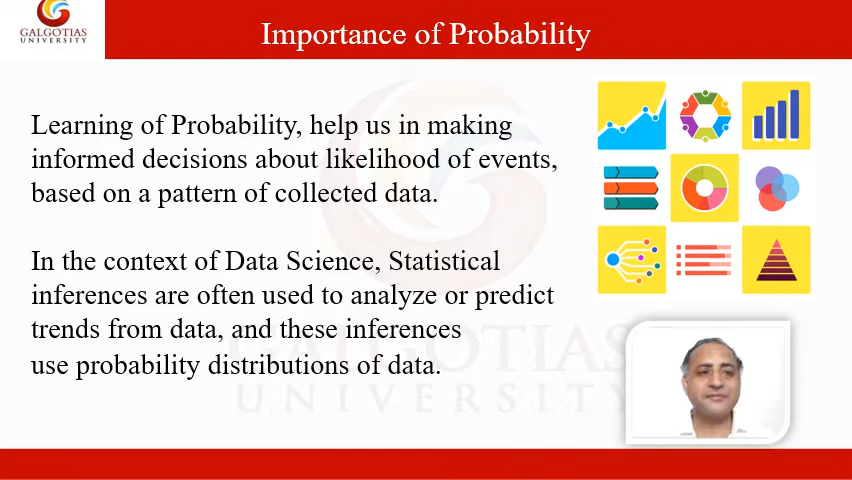 GALGOTIAS
UNIVERSITY
Importance of Probability
Learning of Probability, help us in making
informed decisions about likelihood of events,
based on a pattern of collected data.
In the context of Data Science, Statistical
inferences are often used to analyze or predict
trends from data, and these inferences
use probability distributions of data.
GALGOTIAS
UNIVERSITY